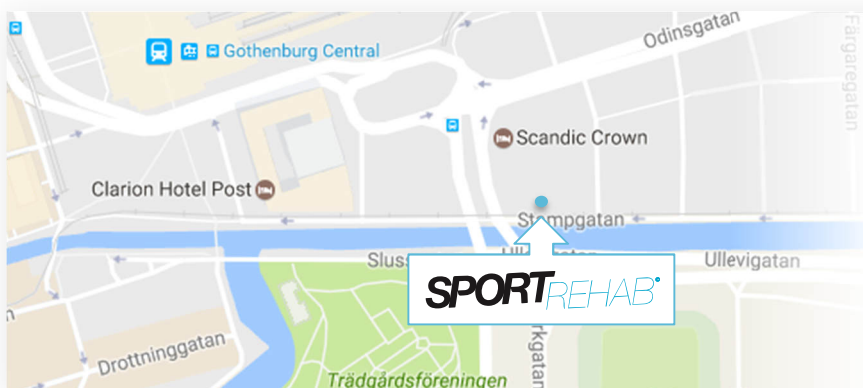 Gothenburg Central
Odinsgatan
Färgaregatan
Scandic Crown
Clarion Hotel Post
Stampgatan
Ullevigatan
SPORTREHAB
Drottninggatan
Trädgårdsföreningen